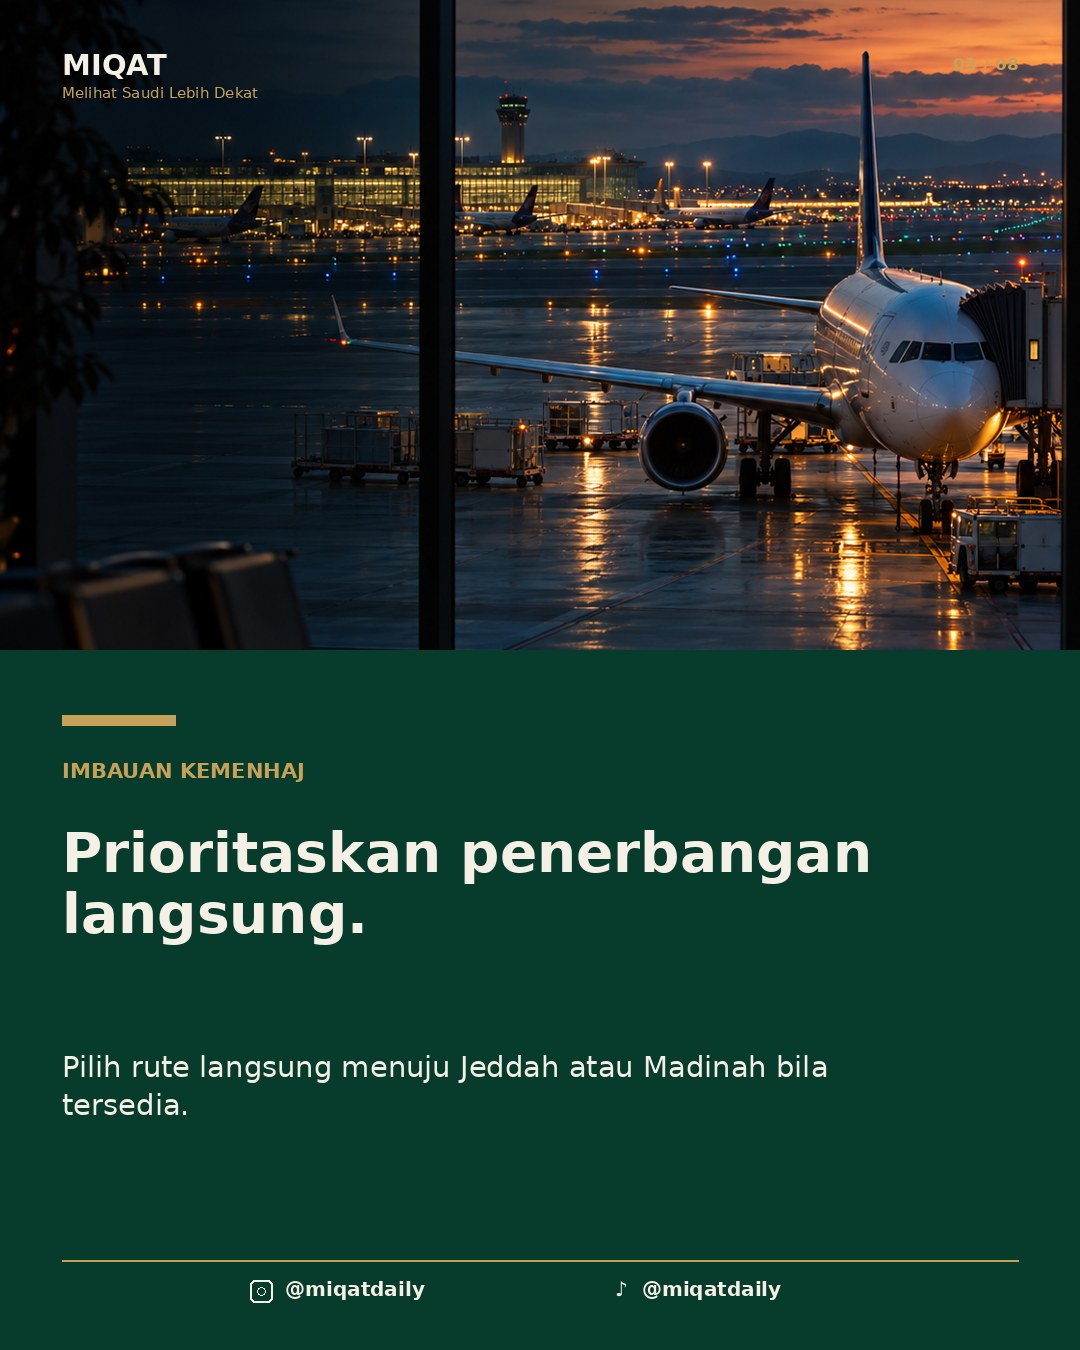 MIQAT
Melihat Saudi Lebih Dekat
IMBAUAN KEMENHAJ
Prioritaskan penerbangan
langsung.
Pilih rute langsung menuju Jeddah atau Madinah bila
tersedia.
@miqatdaily
@miqatdaily